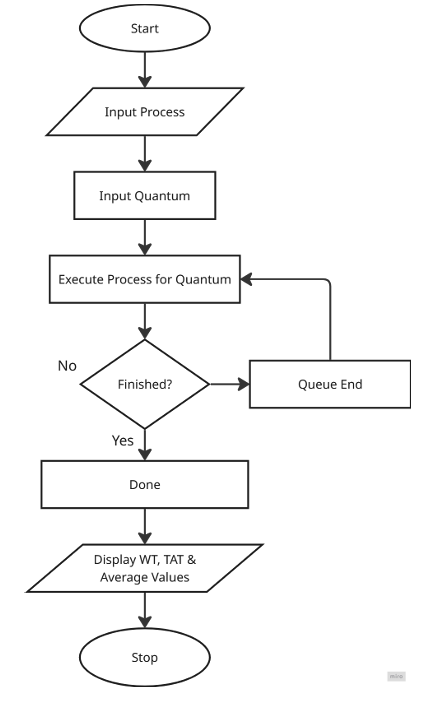 Start
Input Process
Input Quantum
Execute Process for Quantum
No
Finished?
Queue End
Yes
Done
Display WT, TAT &
Average Values
Stop